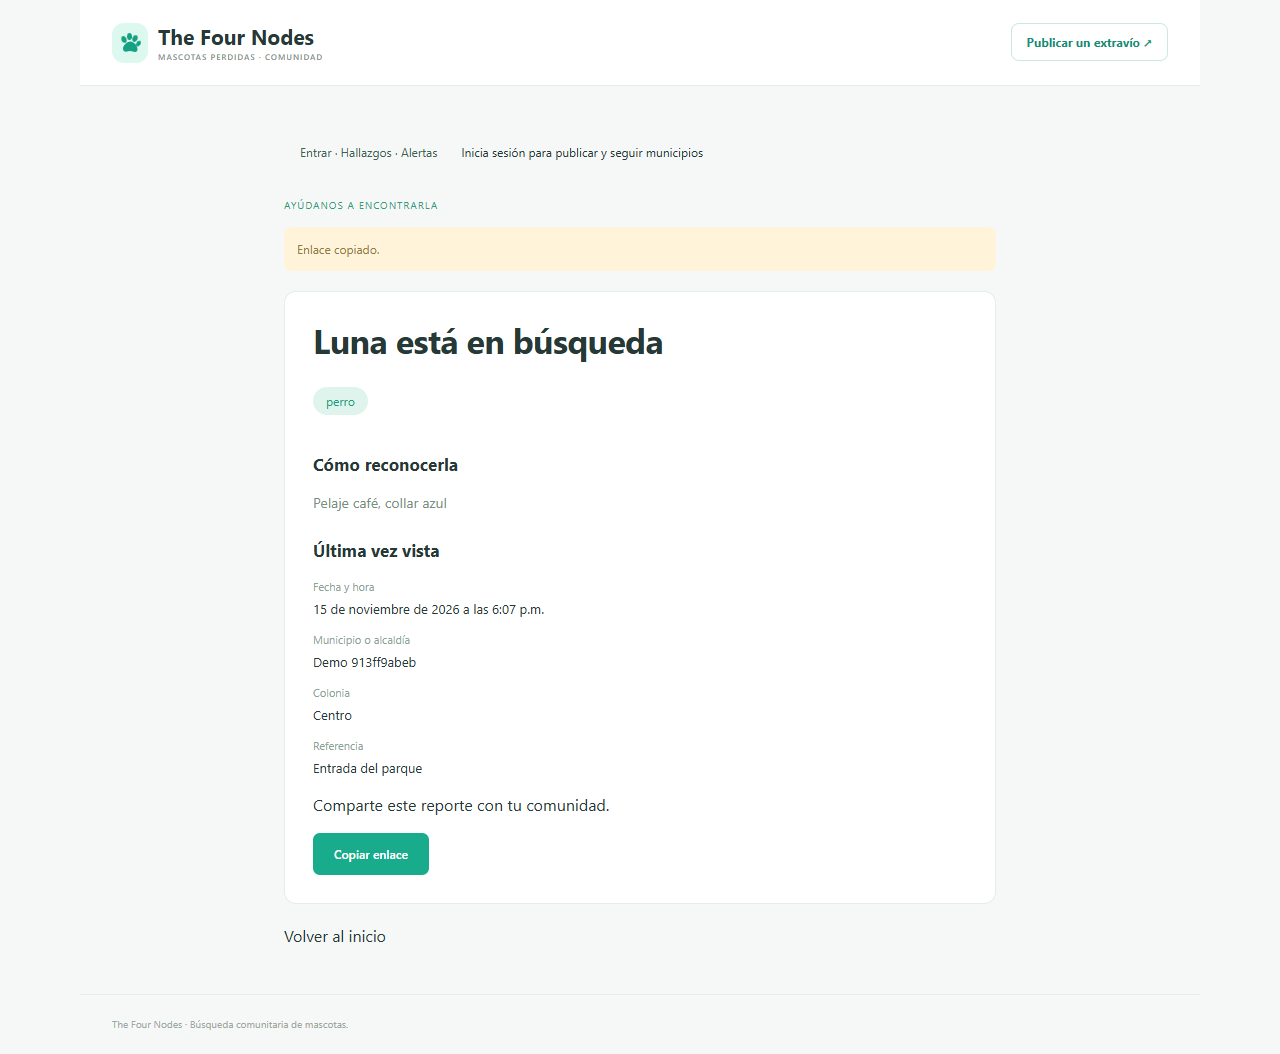 The Four Nodes
MASCOTAS PERDIDAS · COMUNIDAD
Publicar un extravío ↗
Entrar · Hallazgos · Alertas
Inicia sesión para publicar y seguir municipios
AYÚDANOS A ENCONTRARLA
Enlace copiado.
Luna está en búsqueda
perro
Cómo reconocerla
Pelaje café, collar azul
Última vez vista
Fecha y hora
15 de noviembre de 2026 a las 6:07 p.m.
Municipio o alcaldía
Demo 913ff9abeb
Colonia
Centro
Referencia
Entrada del parque
Comparte este reporte con tu comunidad.
Copiar enlace
Volver al inicio
The Four Nodes · Búsqueda comunitaria de mascotas.